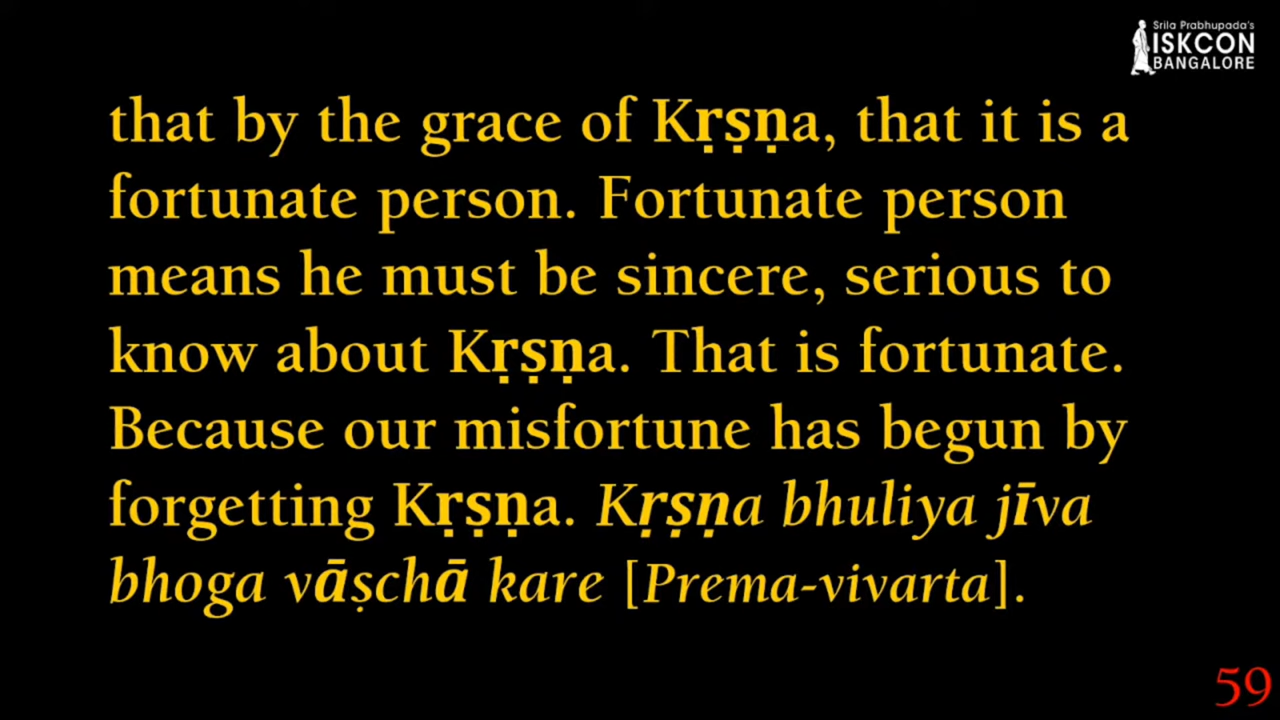 Srila Prabhupada's
ISKCON
BANGALORE
that by the grace of Kṛṣṇa, that it is a
fortunate person. Fortunate person
means he must be sincere, serious to
know about Kṛṣṇa. That is fortunate.
Because our misfortune has begun by
forgetting Kṛṣṇa. Kṛṣṇa bhuliya jīva
bhoga vāṣchā kare [Prema-vivarta].
59